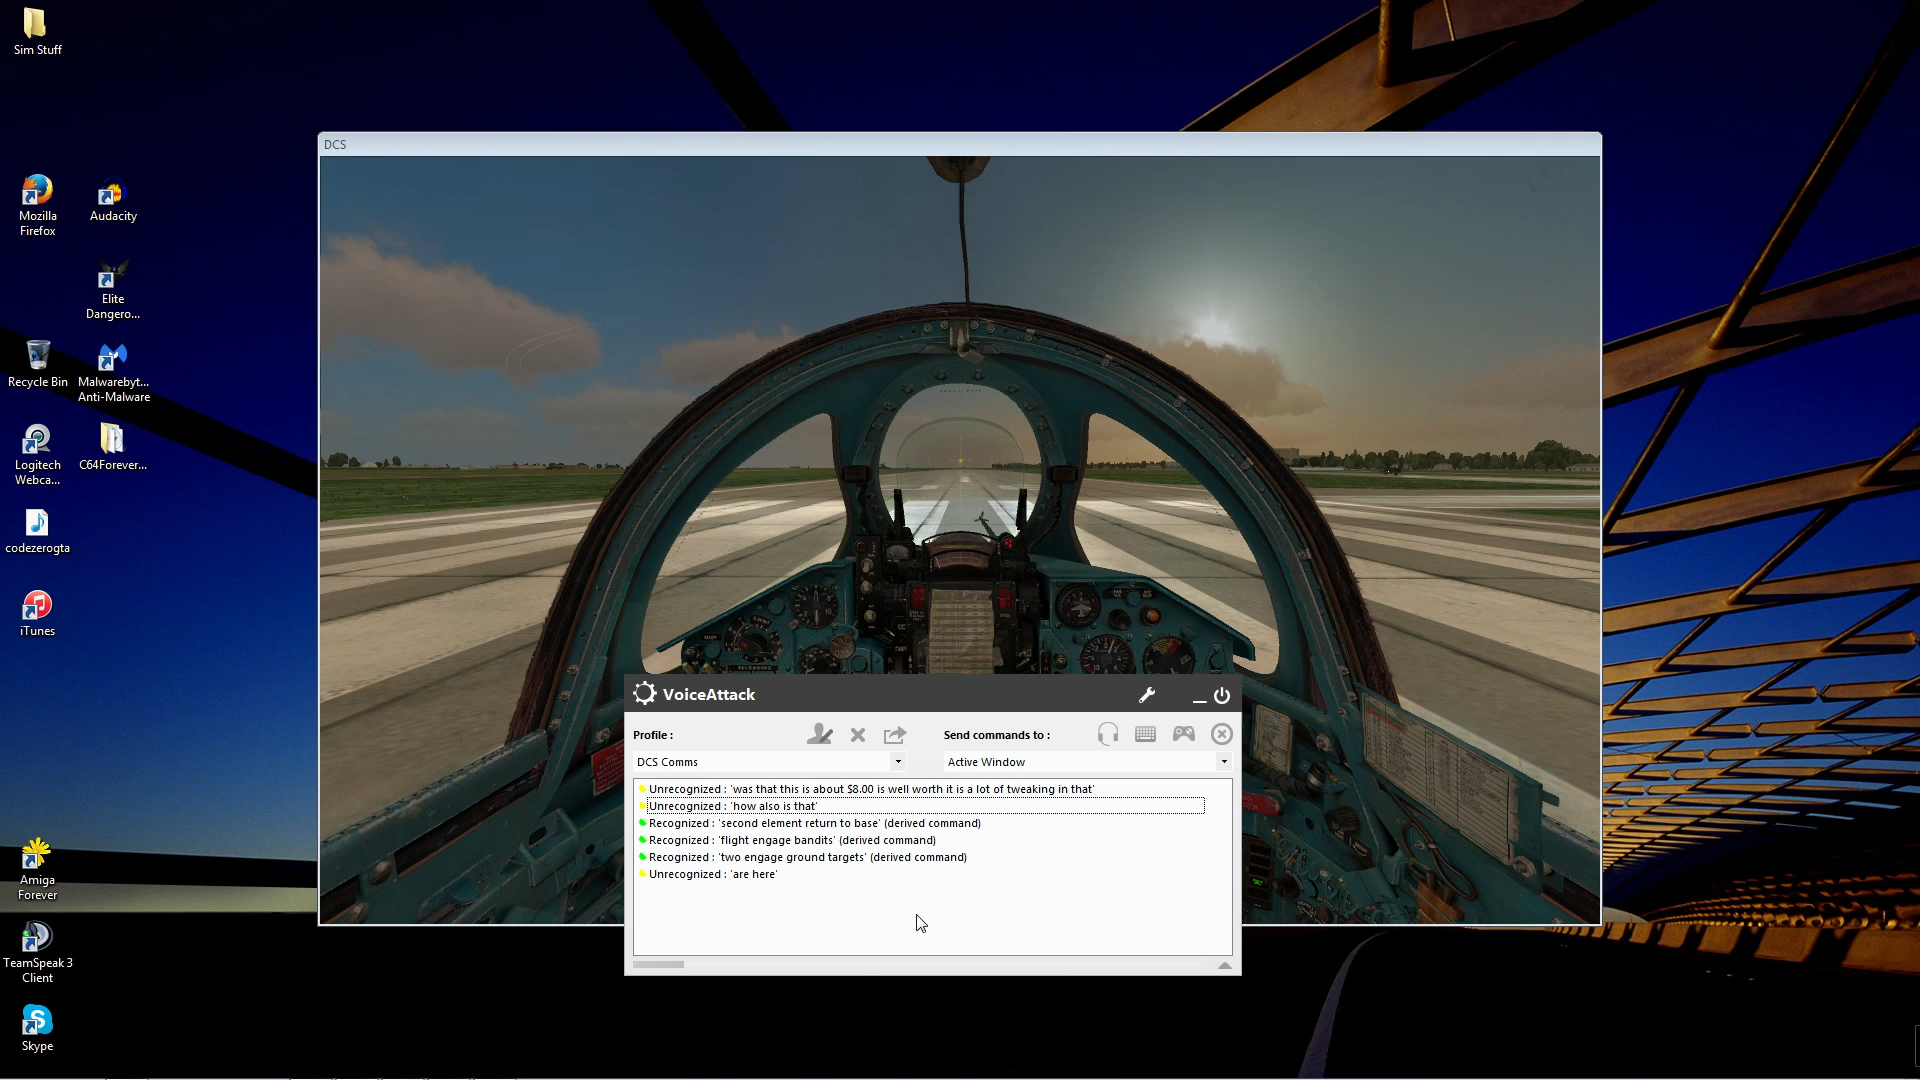 Sim Stuff
Mozilla
Firefox
Audacity
Elite
Dangero...
Recycle Bin
Malwarebyt...
Anti-Malware
Logitech
Webca...
C64Forever...
codezerogta
iTunes
Amiga
Forever
TeamSpeak 3
Client
Skype
DCS
VoiceAttack
Profile :
Send commands to :
DCS Comms
Active Window
Unrecognized : 'was that this is about $8.00 is well worth it is a lot of tweaking in that'
Unrecognized : 'how also is that'
Recognized : 'second element return to base' (derived command)
Recognized : 'flight engage bandits' (derived command)
Recognized : 'two engage ground targets' (derived command)
Unrecognized : 'are here'